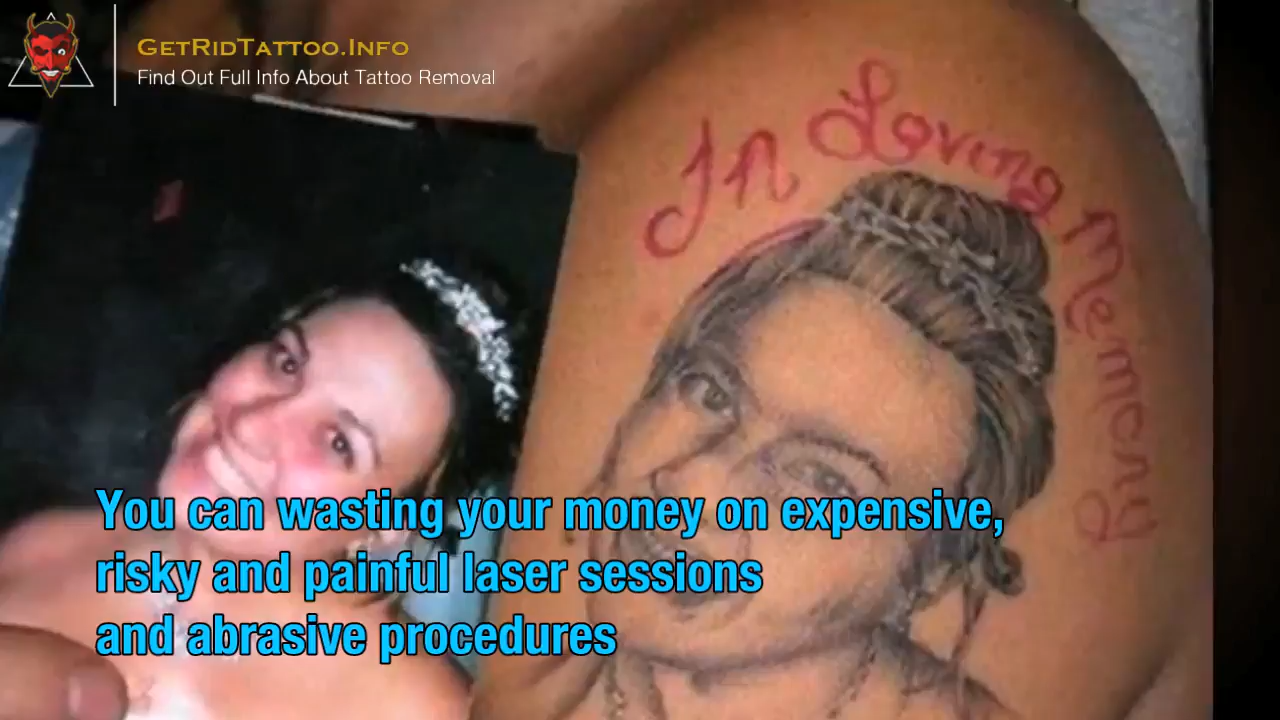 GetRidTattoo.Info
Find Out Full Info About Tattoo Removal
In Loving Memory
You can wasting your money on expensive,
risky and painful laser sessions
and abrasive procedures